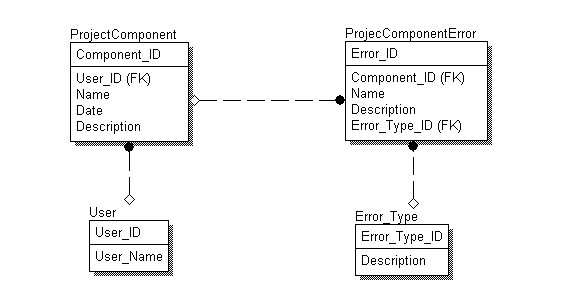 ProjectComponent
Component_ID
User_ID (FK)
Name
Date
Description
ProjecComponentError
Error_ID
Component_ID (FK)
Name
Description
Error_Type_ID (FK)
User
User_ID
User_Name
Error_Type
Error_Type_ID
Description